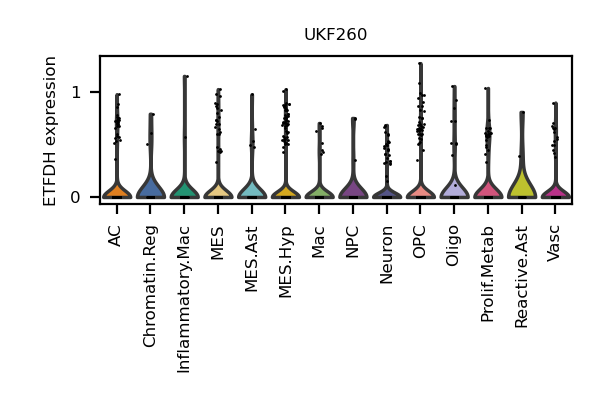 UKF260
ETFDH expression
1
0
AC
Chromatin.Reg
Inflammatory.Mac
MES
MES.Ast
MES.Hyp
Mac
NPC
Neuron
OPC
Oligo
Prolif.Metab
Reactive.Ast
Vasc